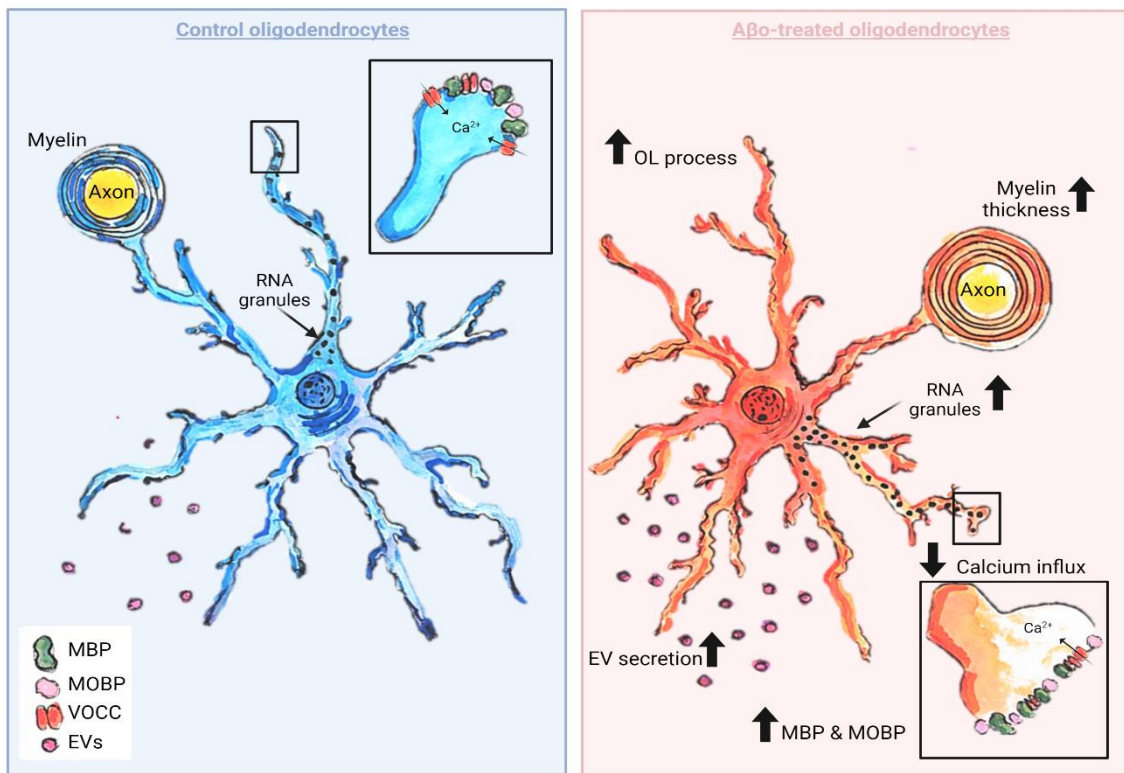 Control oligodendrocytes
Myelin
Axon
Ca²⁺
RNA
granules
MBP
MOBP
VOCC
EVs
Aβo-treated oligodendrocytes
OL process
Myelin
thickness
Axon
RNA
granules
Calcium influx
Ca²⁺
EV secretion
MBP & MOBP